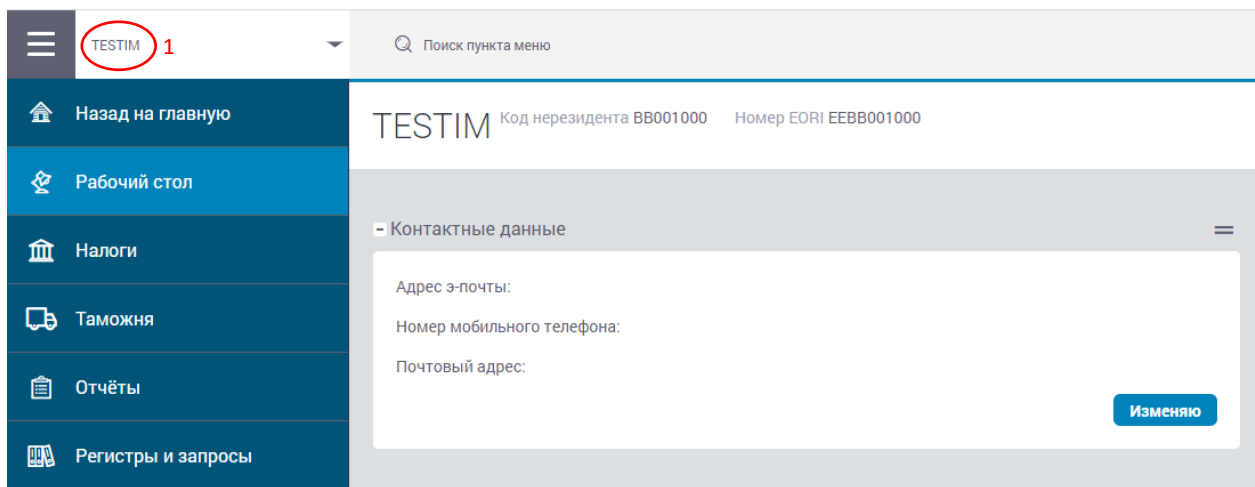 TESTIM 1
Поиск пункта меню
Назад на главную
Рабочий стол
Налоги
Таможня
Отчёты
Регистры и запросы
TESTIM Код нерезидента BB001000 Номер EORI EEBB001000
Контактные данные
Адрес э-почты:
Номер мобильного телефона:
Почтовый адрес:
Изменяю